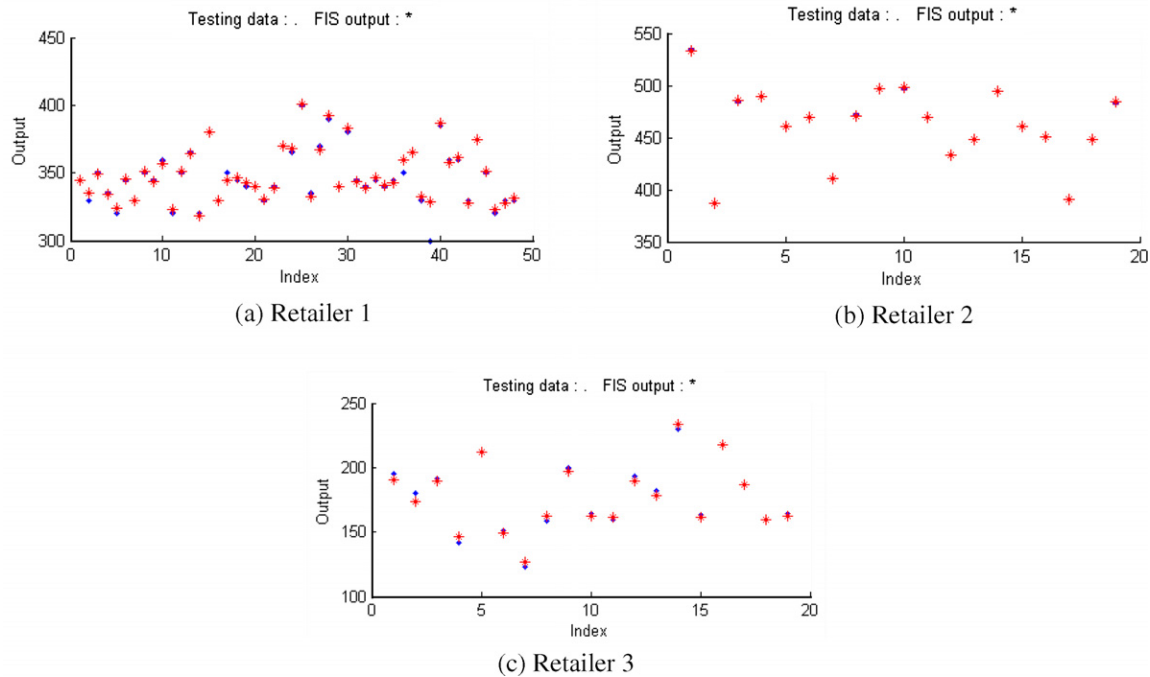 Testing data : .   FIS output : *
450
400
350
300
Output
0 10 20 30 40 50
Index
(a) Retailer 1
Testing data : .   FIS output : *
550
500
450
400
350
Output
0 5 10 15 20
Index
(b) Retailer 2
Testing data : .   FIS output : *
250
200
150
100
Output
0 5 10 15 20
Index
(c) Retailer 3